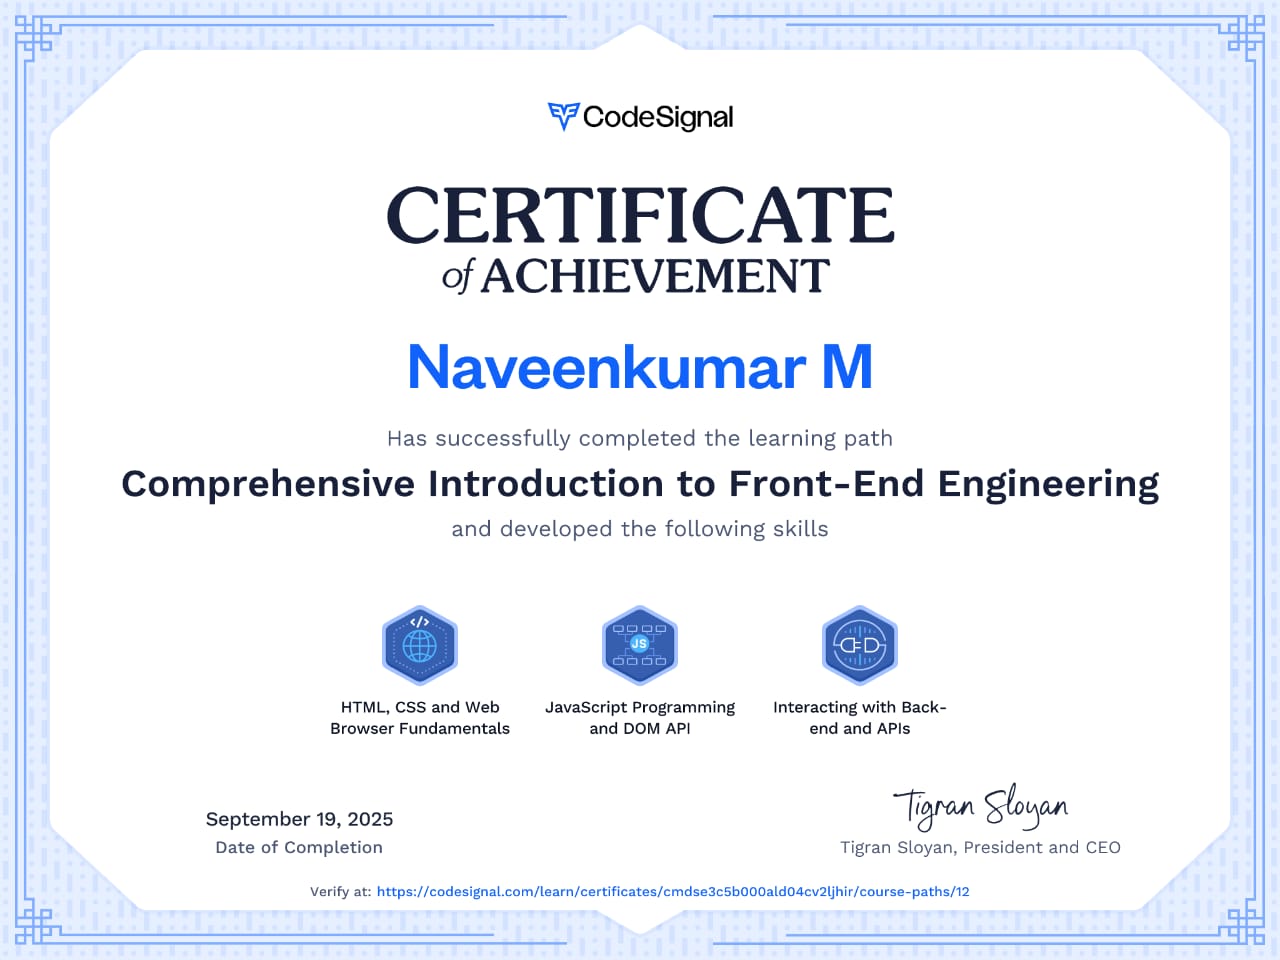 CodeSignal
CERTIFICATE
of ACHIEVEMENT
Naveenkumar M
Has successfully completed the learning path
Comprehensive Introduction to Front-End Engineering
and developed the following skills
</>
JS
HTML, CSS and Web
Browser Fundamentals
JavaScript Programming
and DOM API
Interacting with Back-
end and APIs
September 19, 2025
Date of Completion
Tigran Sloyan
Tigran Sloyan, President and CEO
Verify at: https://codesignal.com/learn/certificates/cmdse3c5b000ald04cv2ljhir/course-paths/12